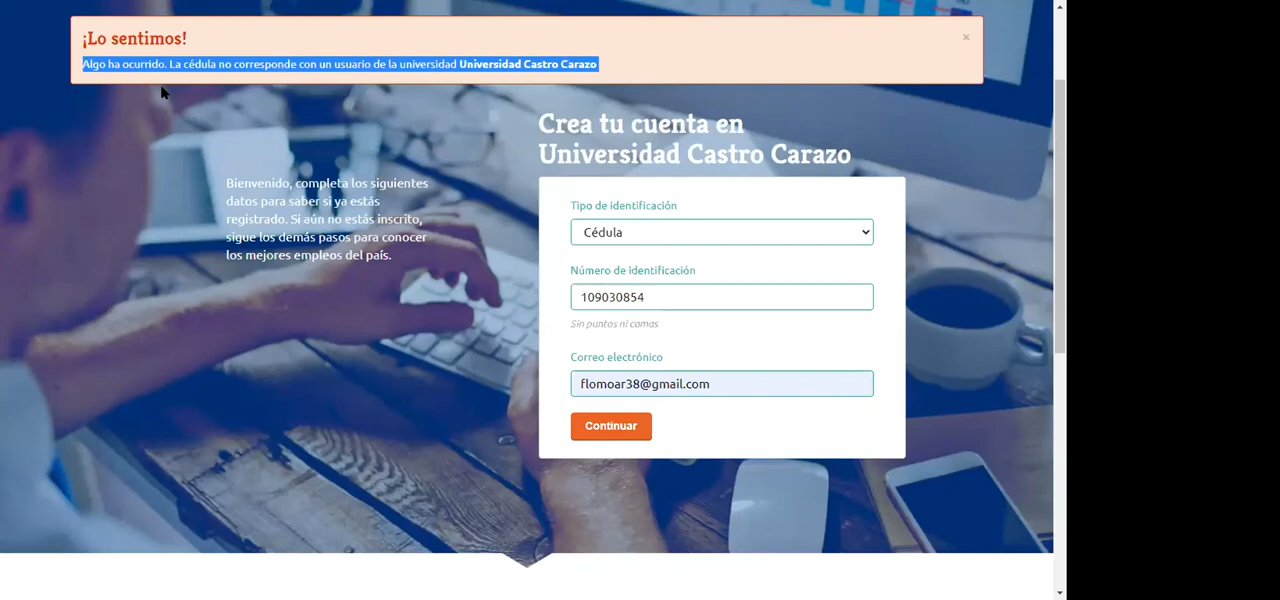 ¡Lo sentimos!
×
Algo ha ocurrido. La cédula no corresponde con un usuario de la universidad Universidad Castro Carazo
Crea tu cuenta en
Universidad Castro Carazo
Bienvenido, completa los siguientes
datos para saber si ya estás
registrado. Si aún no estás inscrito,
sigue los demás pasos para conocer
los mejores empleos del país.
Tipo de identificación
Cédula
Número de identificación
109030854
Sin puntos ni comas
Correo electrónico
flomoar38@gmail.com
Continuar